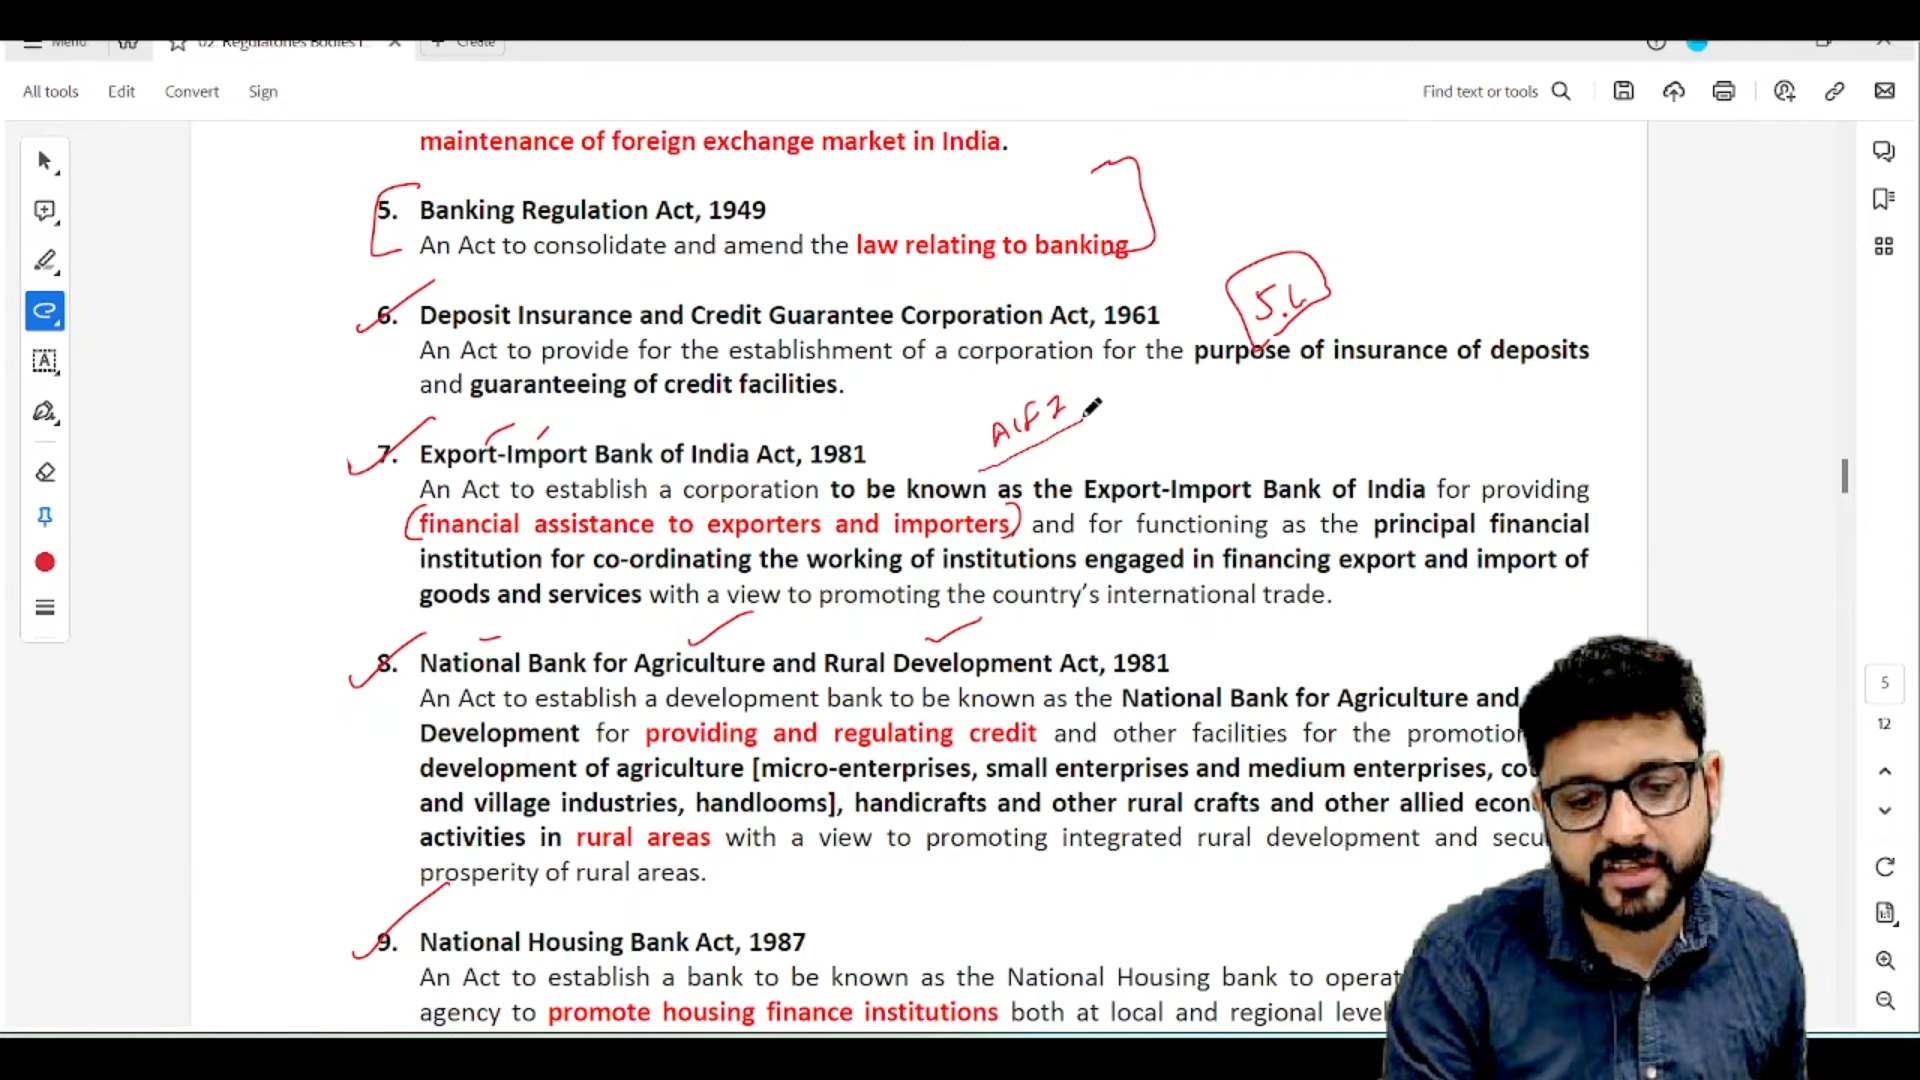 Menu
02. Regulatories Bodies i...
Create
All tools
Edit
Convert
Sign
Find text or tools
maintenance of foreign exchange market in India.
5. Banking Regulation Act, 1949
An Act to consolidate and amend the law relating to banking
5 L
6. Deposit Insurance and Credit Guarantee Corporation Act, 1961
An Act to provide for the establishment of a corporation for the purpose of insurance of deposits
and guaranteeing of credit facilities.
AIFI
7. Export-Import Bank of India Act, 1981
An Act to establish a corporation to be known as the Export-Import Bank of India for providing
financial assistance to exporters and importers, and for functioning as the principal financial
institution for co-ordinating the working of institutions engaged in financing export and import of
goods and services with a view to promoting the country’s international trade.
8. National Bank for Agriculture and Rural Development Act, 1981
An Act to establish a development bank to be known as the National Bank for Agriculture and
Development for providing and regulating credit and other facilities for the promotion
development of agriculture [micro-enterprises, small enterprises and medium enterprises, co
and village industries, handlooms], handicrafts and other rural crafts and other allied econ
activities in rural areas with a view to promoting integrated rural development and secu
prosperity of rural areas.
9. National Housing Bank Act, 1987
An Act to establish a bank to be known as the National Housing bank to operat
agency to promote housing finance institutions both at local and regional level
5
12